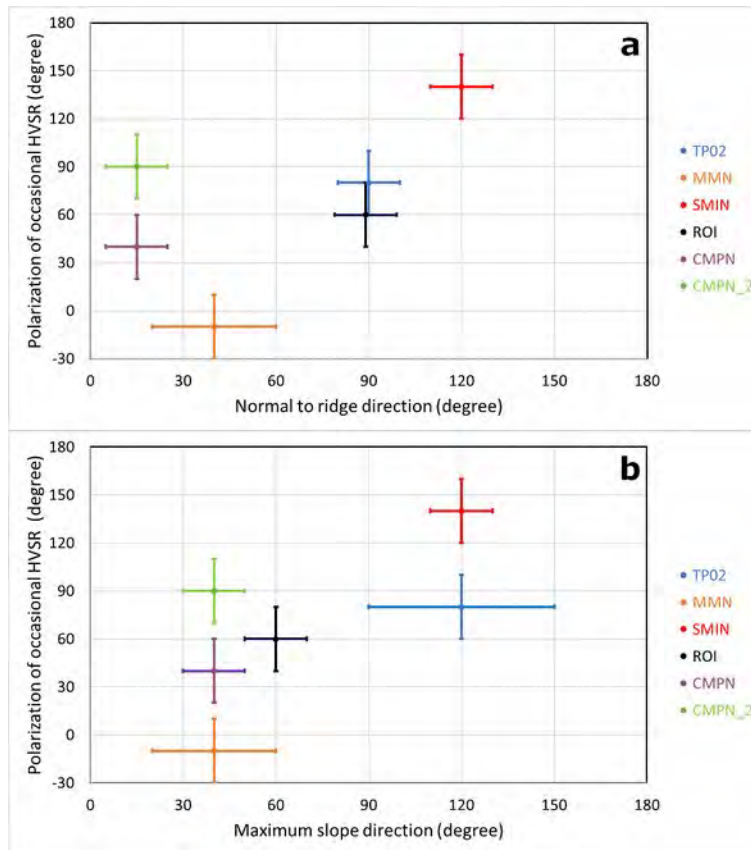 a
Polarization of occasional HVSR (degree)
180
150
120
90
60
30
0
-30
0 30 60 90 120 150 180
Normal to ridge direction (degree)
TP02
MMN
SMIN
ROI
CMPN
CMPN_2
b
Polarization of occasional HVSR (degree)
180
150
120
90
60
30
0
-30
0 30 60 90 120 150 180
Maximum slope direction (degree)
TP02
MMN
SMIN
ROI
CMPN
CMPN_2